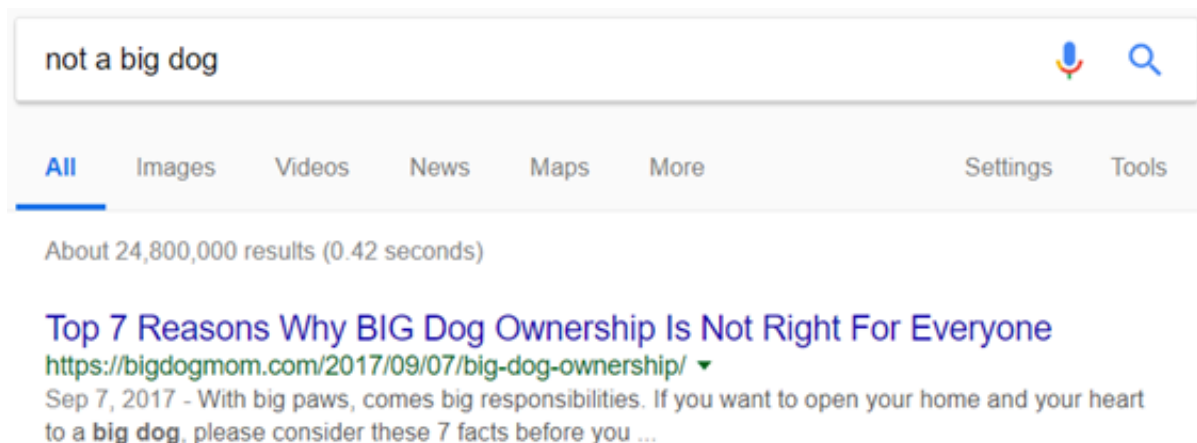 not a big dog
All Images Videos News Maps More Settings Tools
About 24,800,000 results (0.42 seconds)
Top 7 Reasons Why BIG Dog Ownership Is Not Right For Everyone
https://bigdogmom.com/2017/09/07/big-dog-ownership/
Sep 7, 2017 - With big paws, comes big responsibilities. If you want to open your home and your heart
to a big dog, please consider these 7 facts before you ...